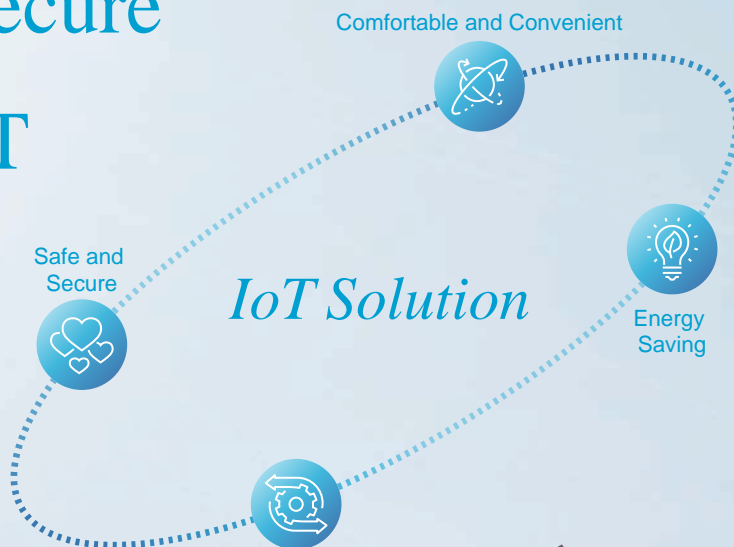 ecure
Comfortable and Convenient
T
Safe and
Secure
IoT Solution
Energy
Saving